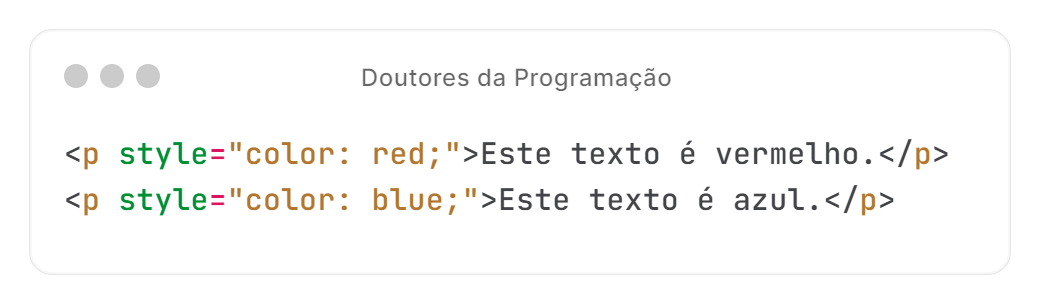 Doutores da Programação
<p style="color: red;">Este texto é vermelho.</p>
<p style="color: blue;">Este texto é azul.</p>